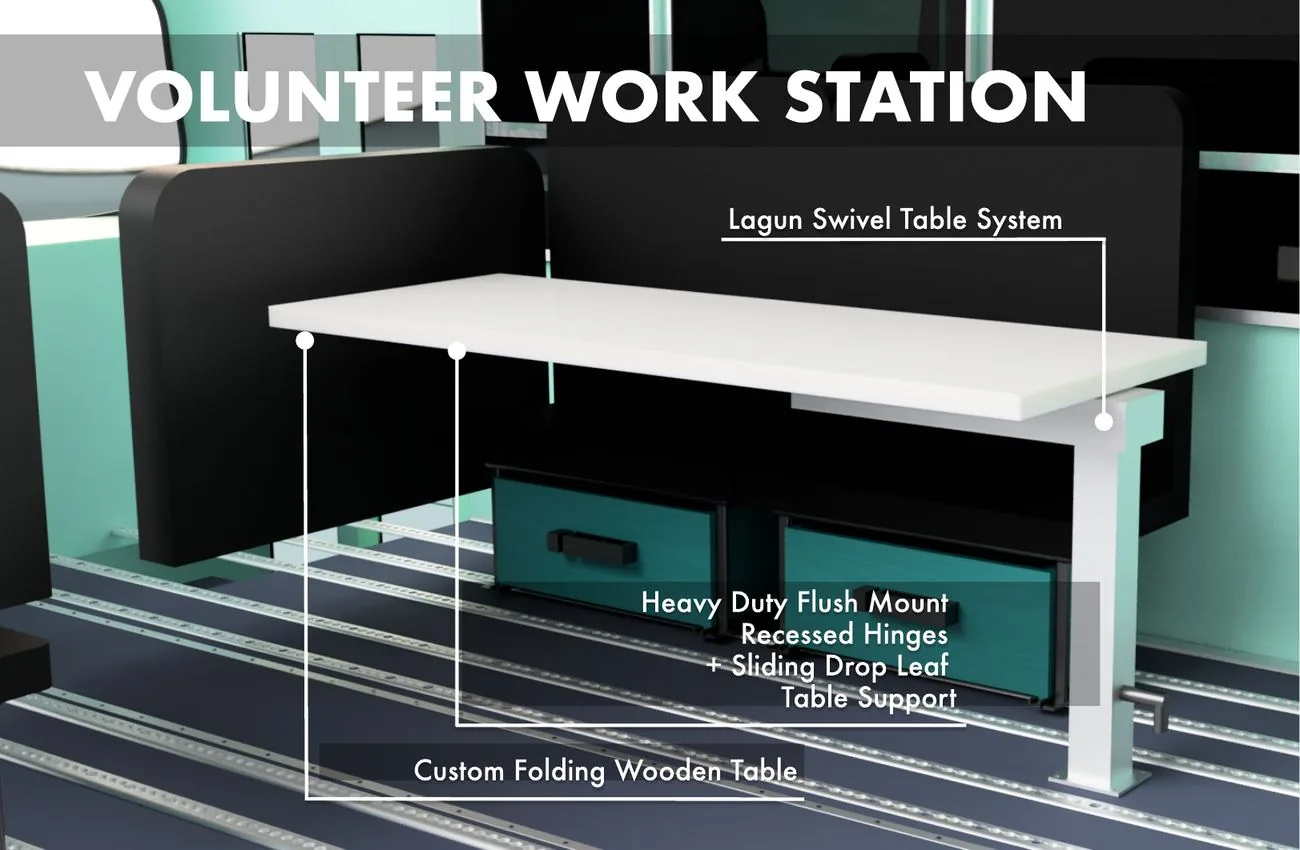 VOLUNTEER WORK STATION
Lagun Swivel Table System
Heavy Duty Flush Mount
Recessed Hinges
+ Sliding Drop Leaf
Table Support
Custom Folding Wooden Table